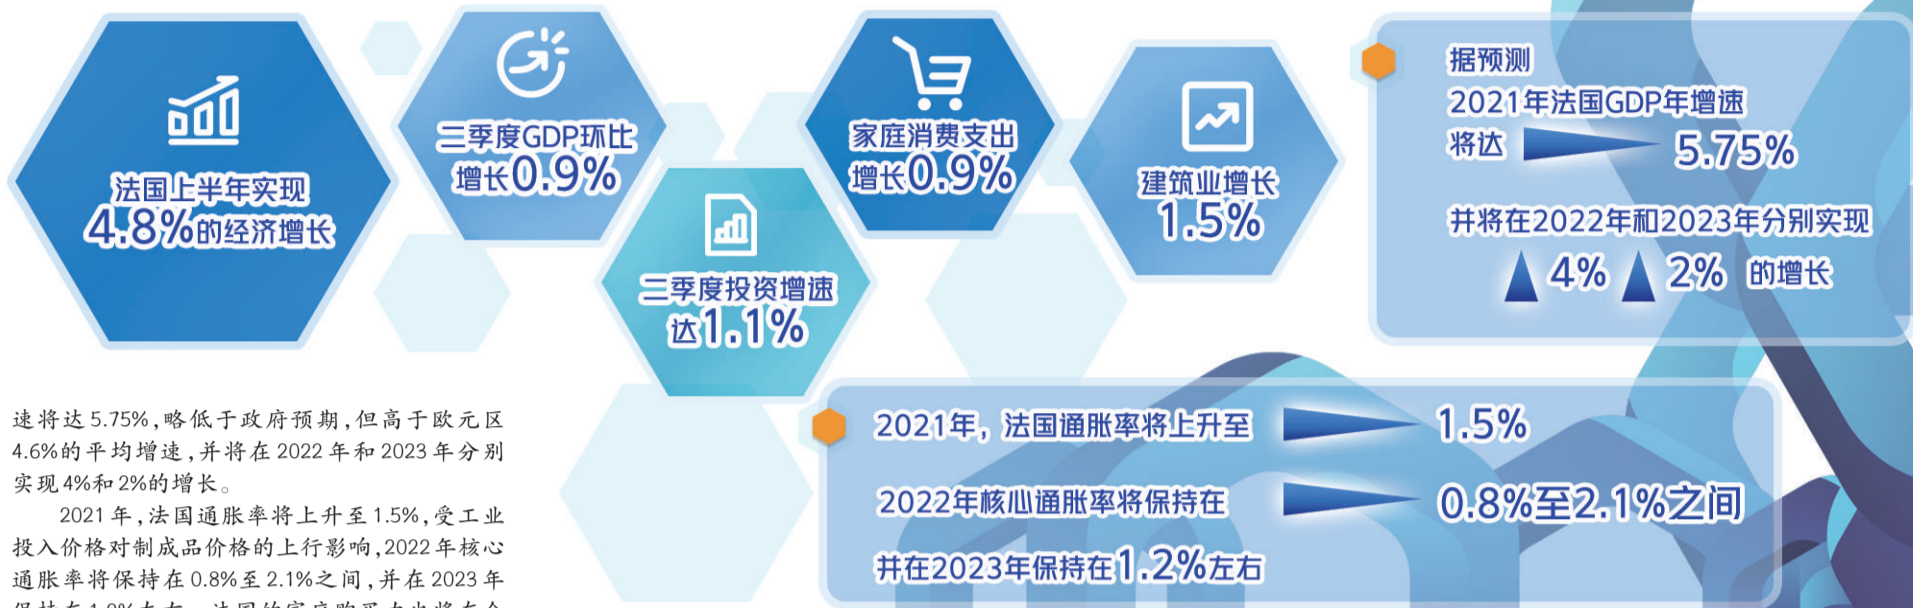 法国上半年实现
4.8%的经济增长
二季度GDP环比
增长0.9%
二季度投资增速
达1.1%
家庭消费支出
增长0.9%
建筑业增长
1.5%
据预测
2021年法国GDP年增速
将达 5.75%
并将在2022年和2023年分别实现
4% 2% 的增长
2021年，法国通胀率将上升至 1.5%
2022年核心通胀率将保持在 0.8%至2.1%之间
并在2023年保持在1.2%左右
速将达5.75%,略低于政府预期,但高于欧元区
4.6%的平均增速,并将在2022年和2023年分别
实现4%和2%的增长。
2021年,法国通胀率将上升至1.5%,受工业
投入价格对制成品价格的上行影响,2022年核心
通胀率将保持在0.8%至2.1%之间,并在2023年